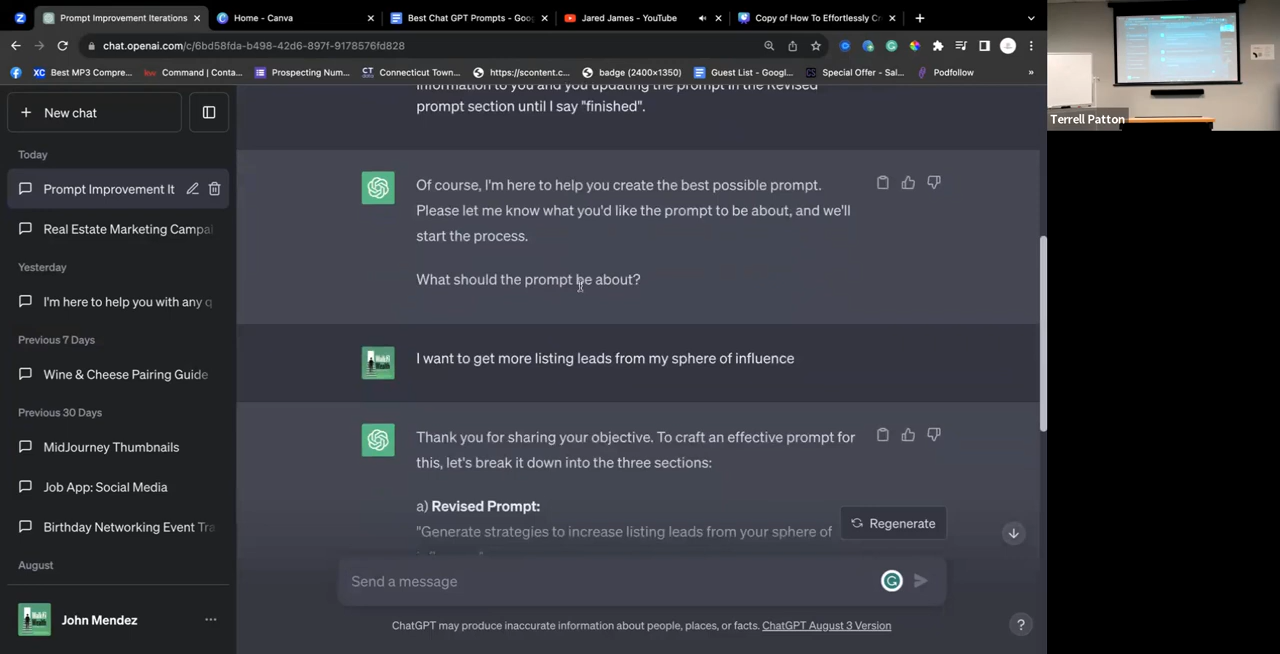 Prompt Improvement Iterations
Home - Canva
Best Chat GPT Prompts - Goo
Jared James - YouTube
Copy of How To Effortlessly Cr
chat.openai.com/c/6bd58fda-b498-42d6-897f-9178576fd828
Best MP3 Compre...
kw
Command | Conta...
Prospecting Num...
Connecticut Town...
https://scontent.c...
badge (2400×1350)
Guest List - Googl...
Special Offer - Sal...
Podfollow
»
New chat
Today
Prompt Improvement It
Real Estate Marketing Campai
Yesterday
I'm here to help you with any q
Previous 7 Days
Wine & Cheese Pairing Guide
Previous 30 Days
MidJourney Thumbnails
Job App: Social Media
Birthday Networking Event Tra
August
John Mendez
information to you and you updating the prompt in the Revised
prompt section until I say "finished".
Of course, I'm here to help you create the best possible prompt.
Please let me know what you'd like the prompt to be about, and we'll
start the process.
What should the prompt be about?
I want to get more listing leads from my sphere of influence
Thank you for sharing your objective. To craft an effective prompt for
this, let's break it down into the three sections:
a) Revised Prompt:
"Generate strategies to increase listing leads from your sphere of
Regenerate
Send a message
ChatGPT may produce inaccurate information about people, places, or facts. ChatGPT August 3 Version
?
Terrell Patton